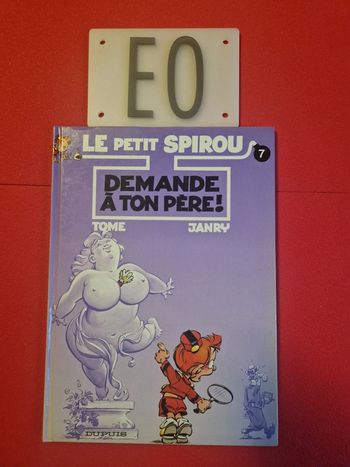 EO
LE PETIT SPIROU
7
DEMANDE
À TON PÈRE!
TOME JANRY
DUPUIS